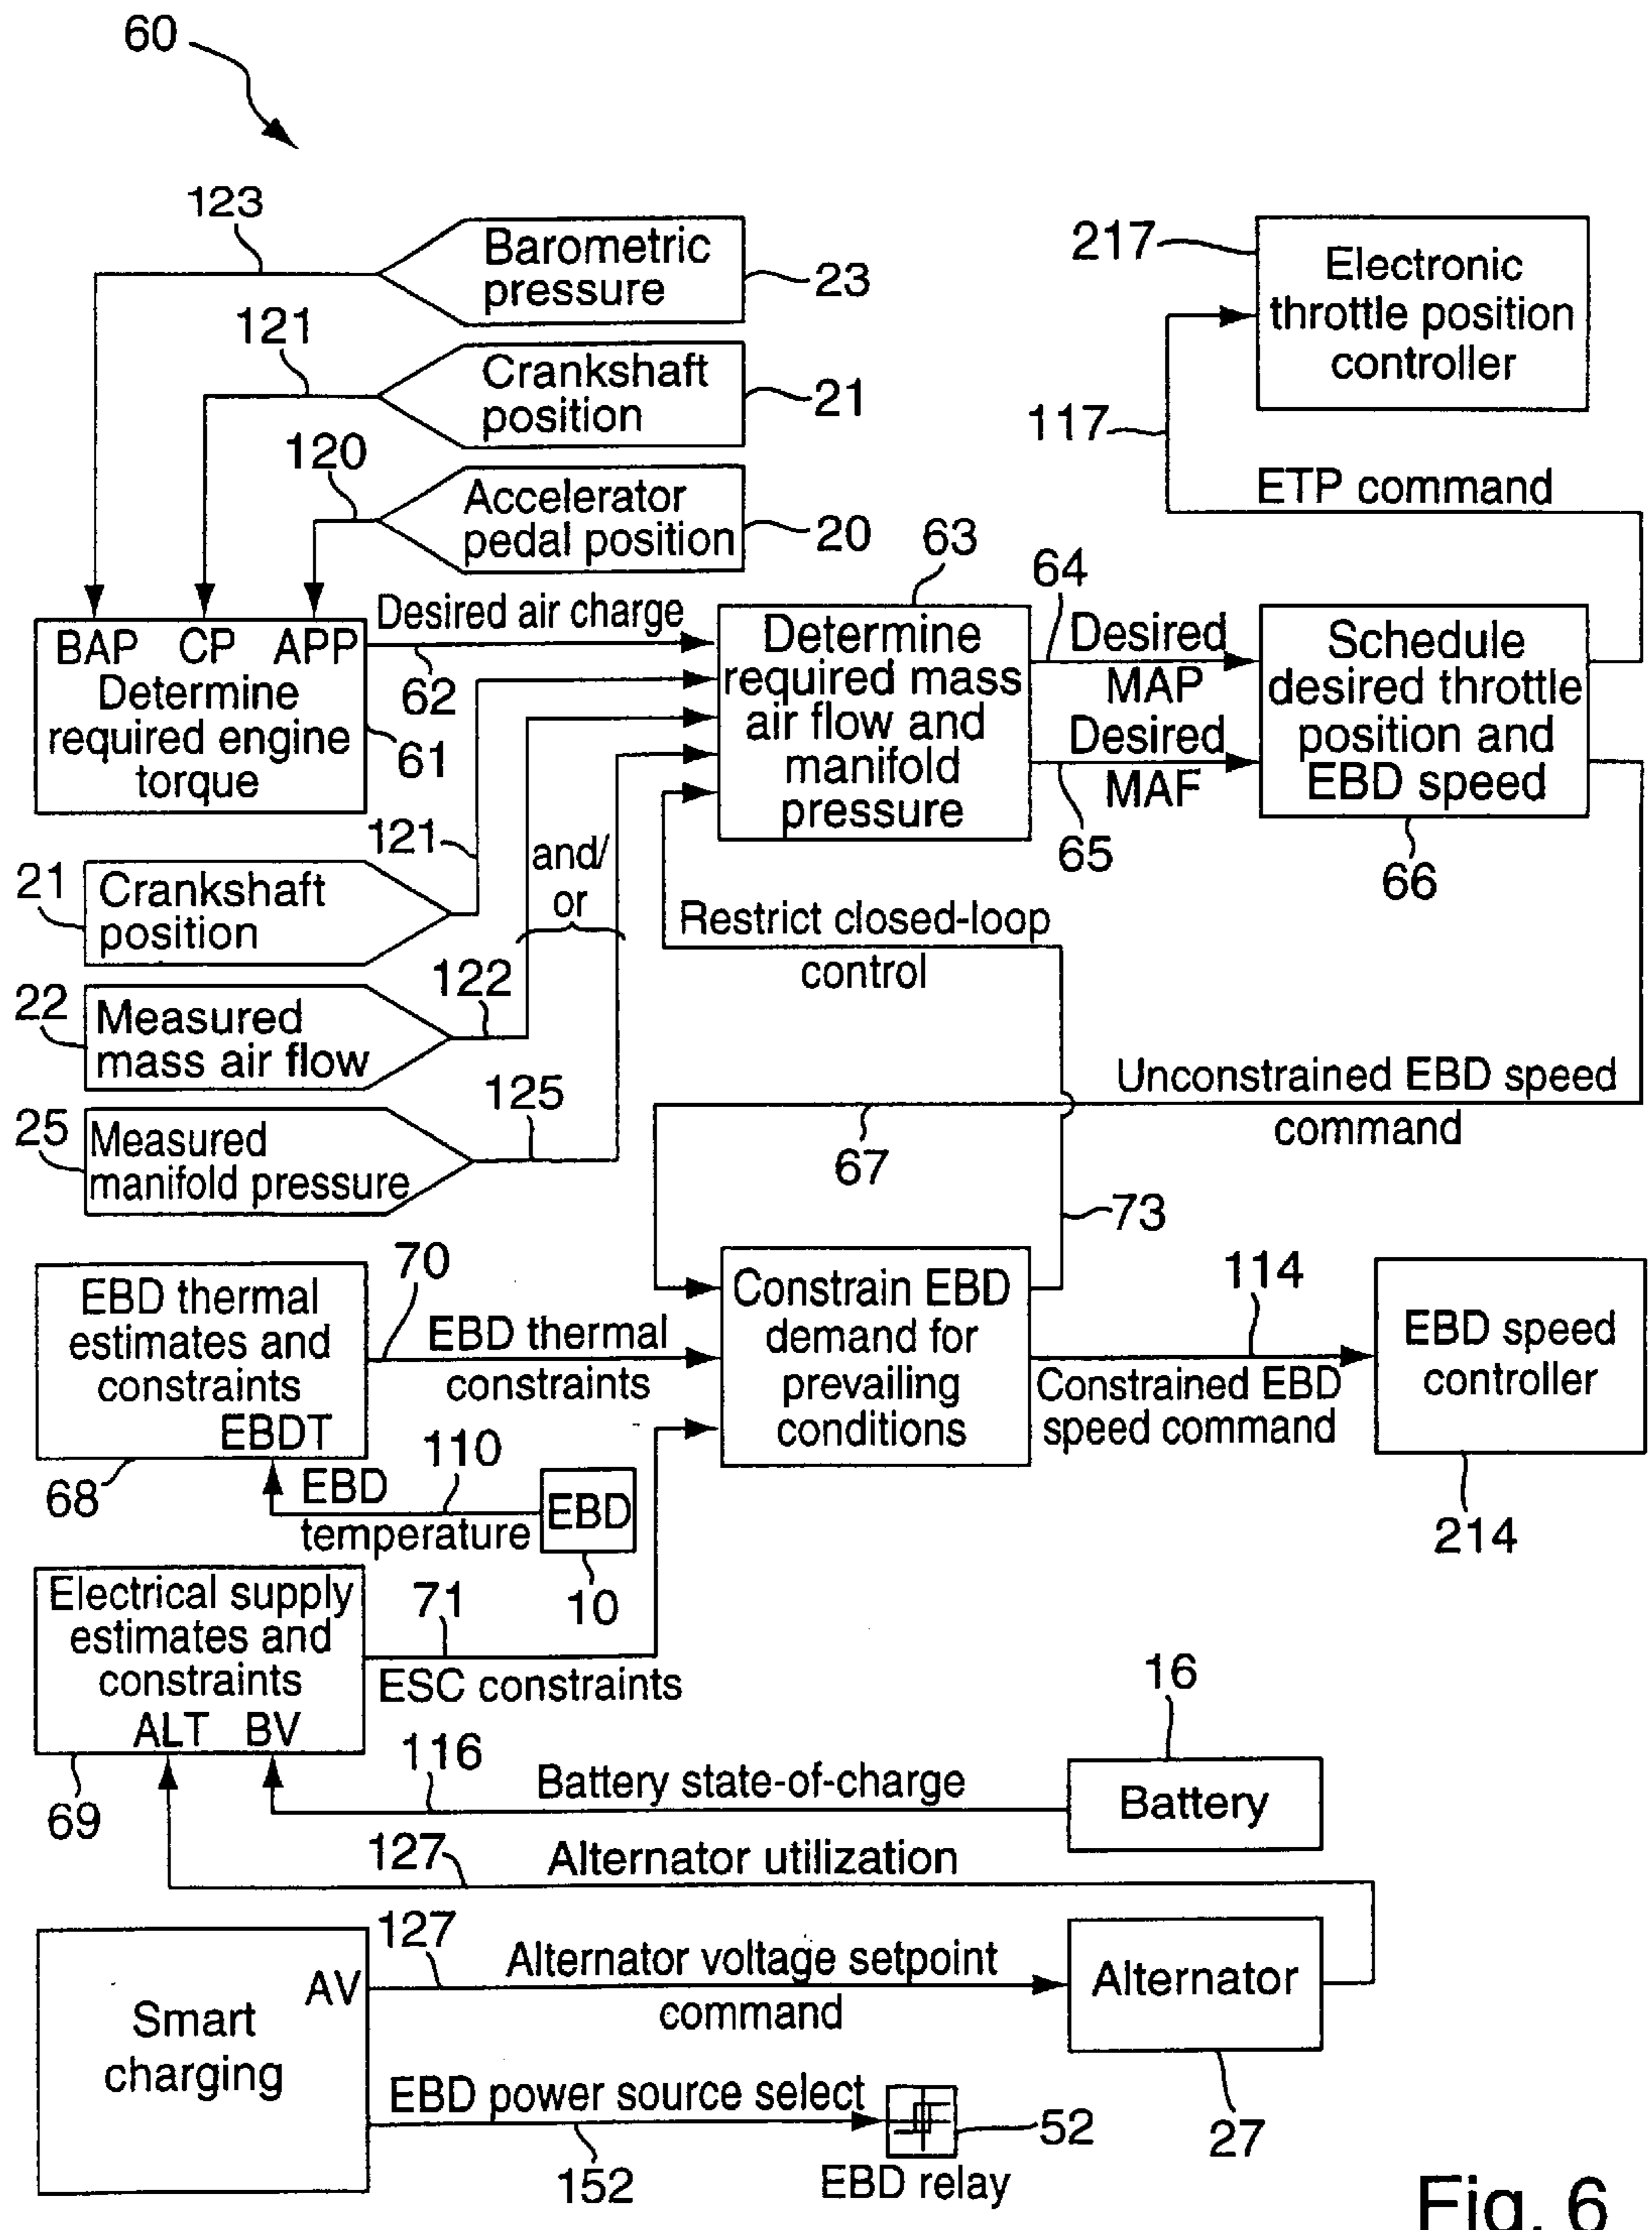 60
123
Barometric
pressure
23
121
Crankshaft
position
21
120
Accelerator
pedal position
20
217
Electronic
throttle position
controller
117
ETP command
BAP CP APP
Determine
required engine
torque
61
Desired air charge
62
63
Determine
required mass
air flow and
manifold
pressure
64
Desired
MAP
Desired
MAF
65
Schedule
desired throttle
position and
EBD speed
66
21
Crankshaft
position
121
and/
or
22
Measured
mass air flow
122
25
Measured
manifold pressure
125
Restrict closed-loop
control
Unconstrained EBD speed
command
67
73
EBD thermal
estimates and
constraints
EBDT
68
70
EBD thermal
constraints
110
EBD
temperature
EBD
10
Constrain EBD
demand for
prevailing
conditions
114
Constrained EBD
speed command
EBD speed
controller
214
Electrical supply
estimates and
constraints
ALT BV
69
71
ESC constraints
116
Battery state-of-charge
16
Battery
127
Alternator utilization
Smart
charging
AV
127
Alternator voltage setpoint
command
Alternator
27
EBD power source select
152
52
EBD relay
Fig. 6